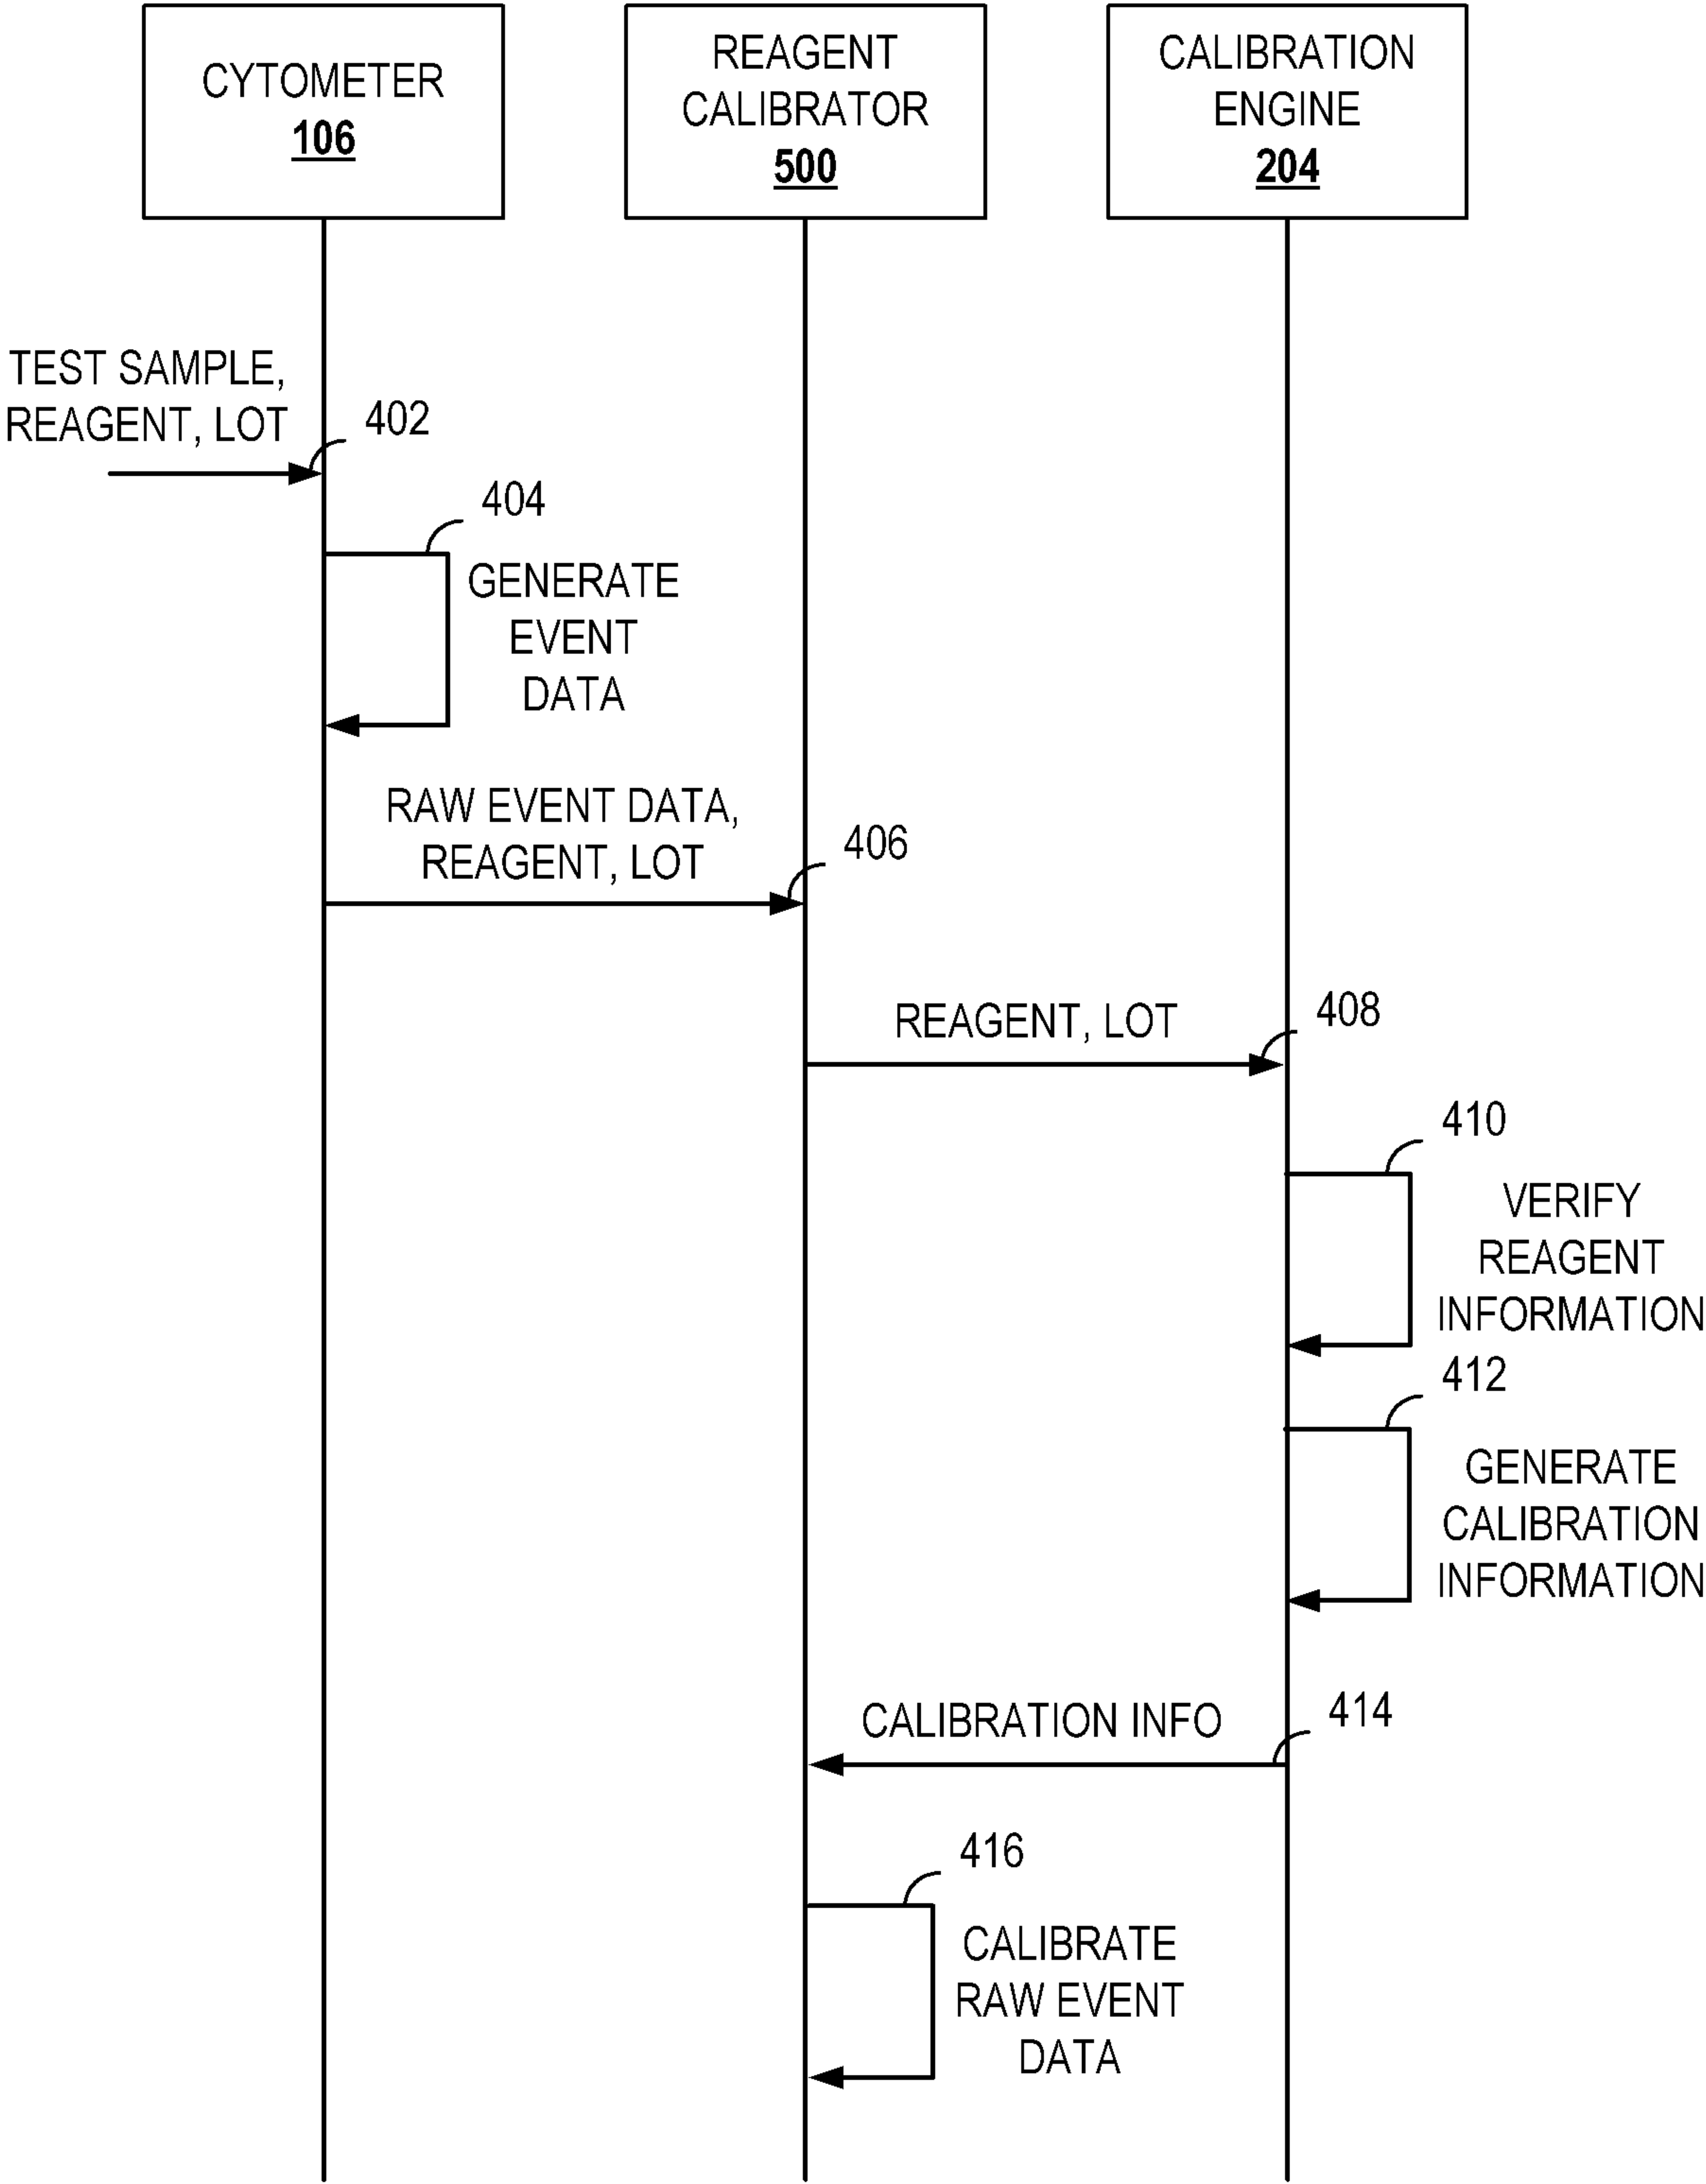 CYTOMETER
106
REAGENT
CALIBRATOR
500
CALIBRATION
ENGINE
204
TEST SAMPLE,
REAGENT, LOT
402
404
GENERATE
EVENT
DATA
RAW EVENT DATA,
REAGENT, LOT
406
REAGENT, LOT
408
410
VERIFY
REAGENT
INFORMATION
412
GENERATE
CALIBRATION
INFORMATION
CALIBRATION INFO
414
416
CALIBRATE
RAW EVENT
DATA